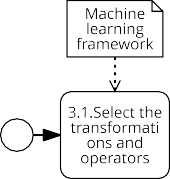 Machine
learning
framework
3.1.Select the
transformati
ons and
operators